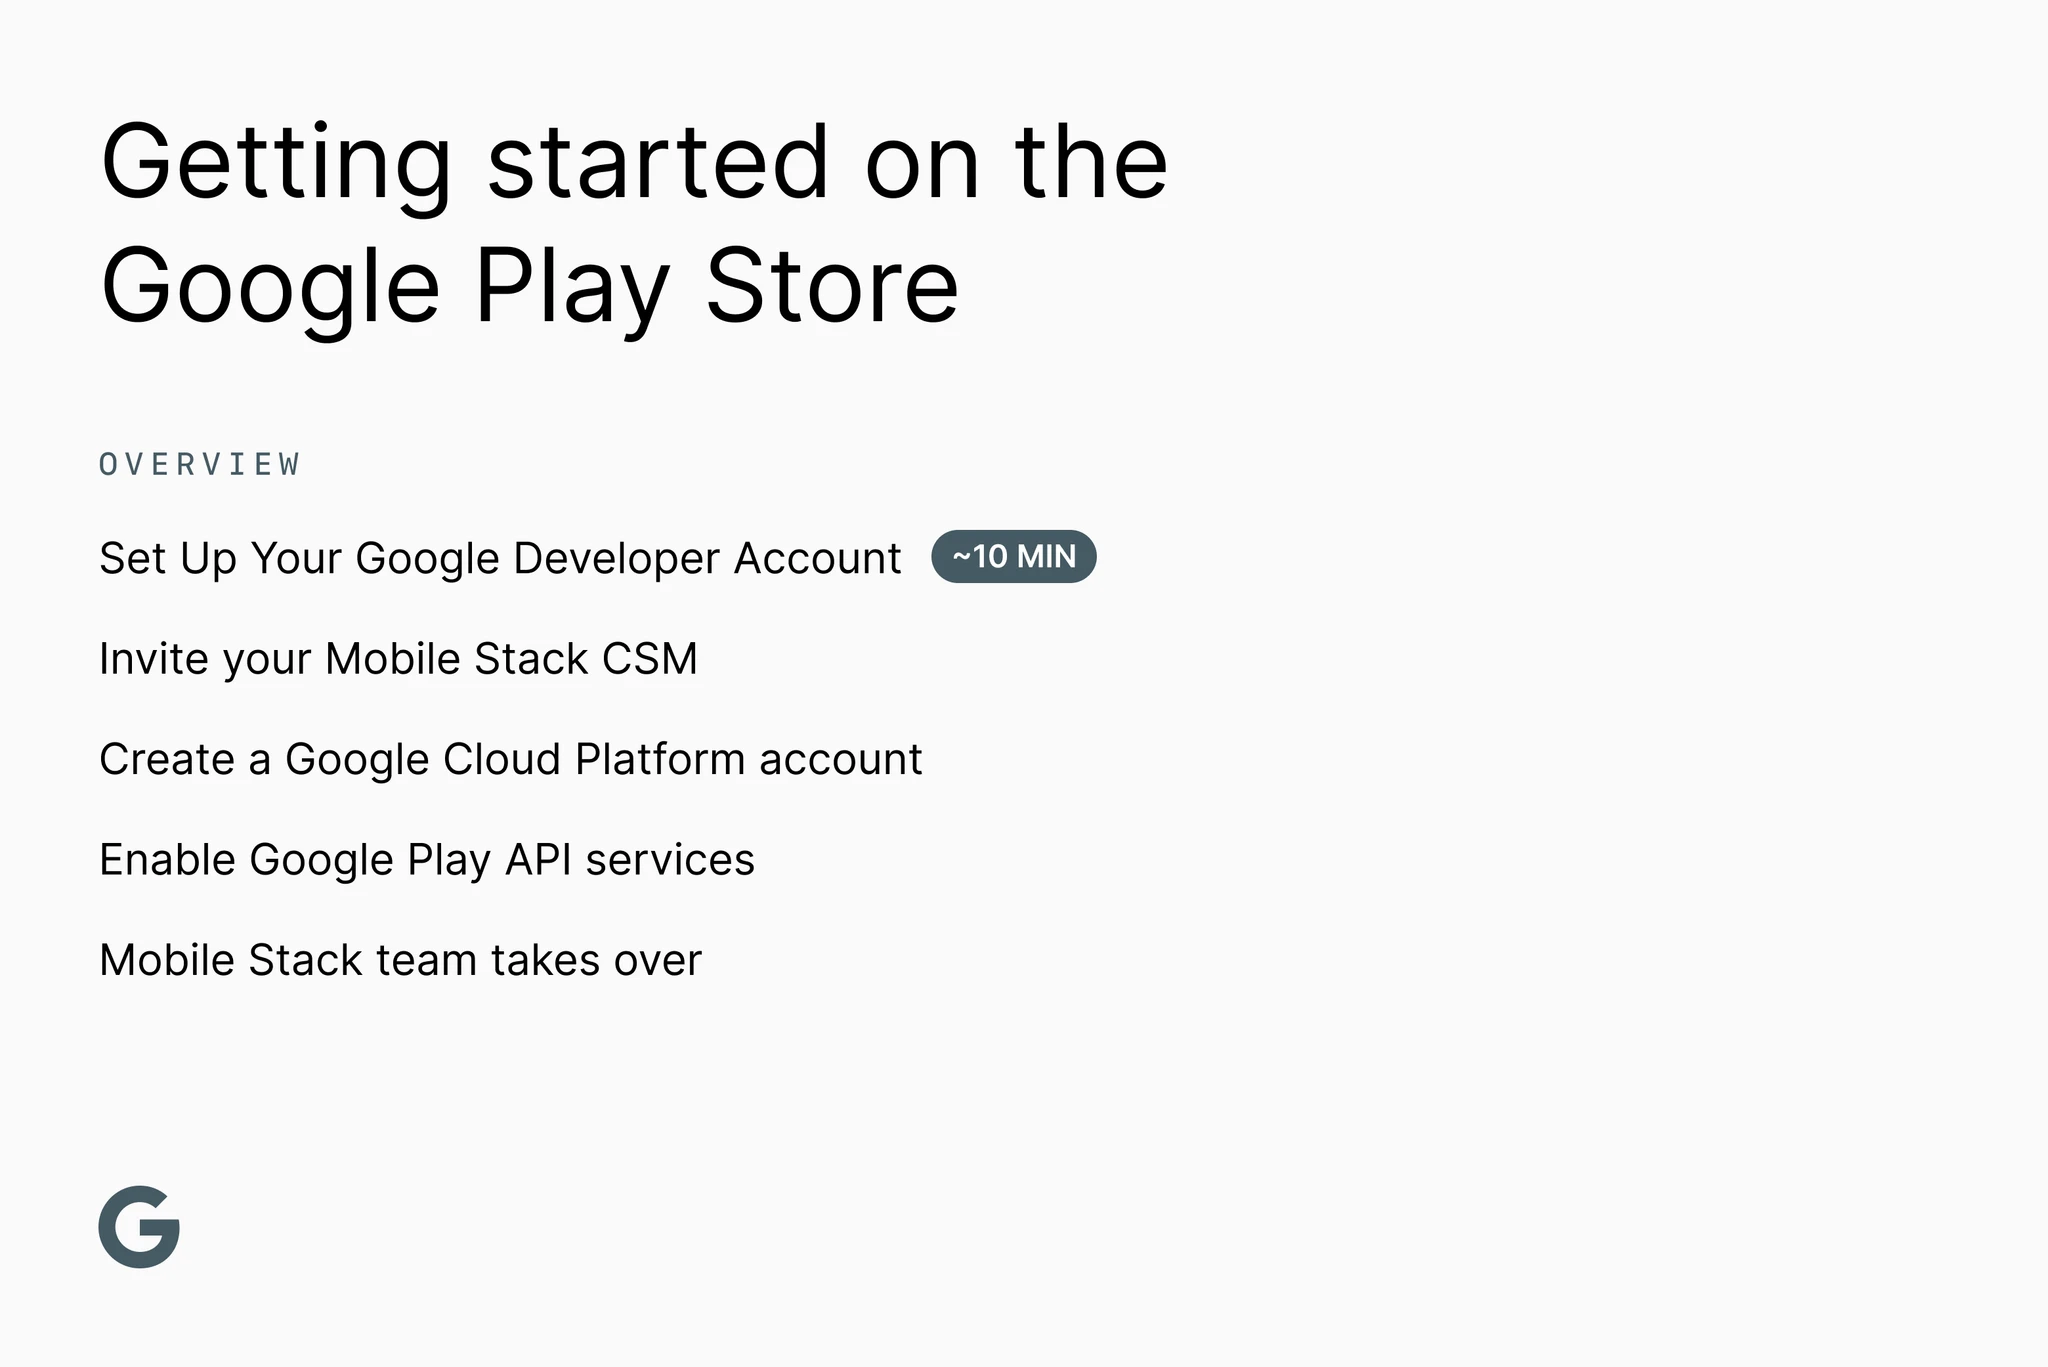 Getting started on the
Google Play Store
OVERVIEW
Set Up Your Google Developer Account ~10 MIN
Invite your Mobile Stack CSM
Create a Google Cloud Platform account
Enable Google Play API services
Mobile Stack team takes over
G